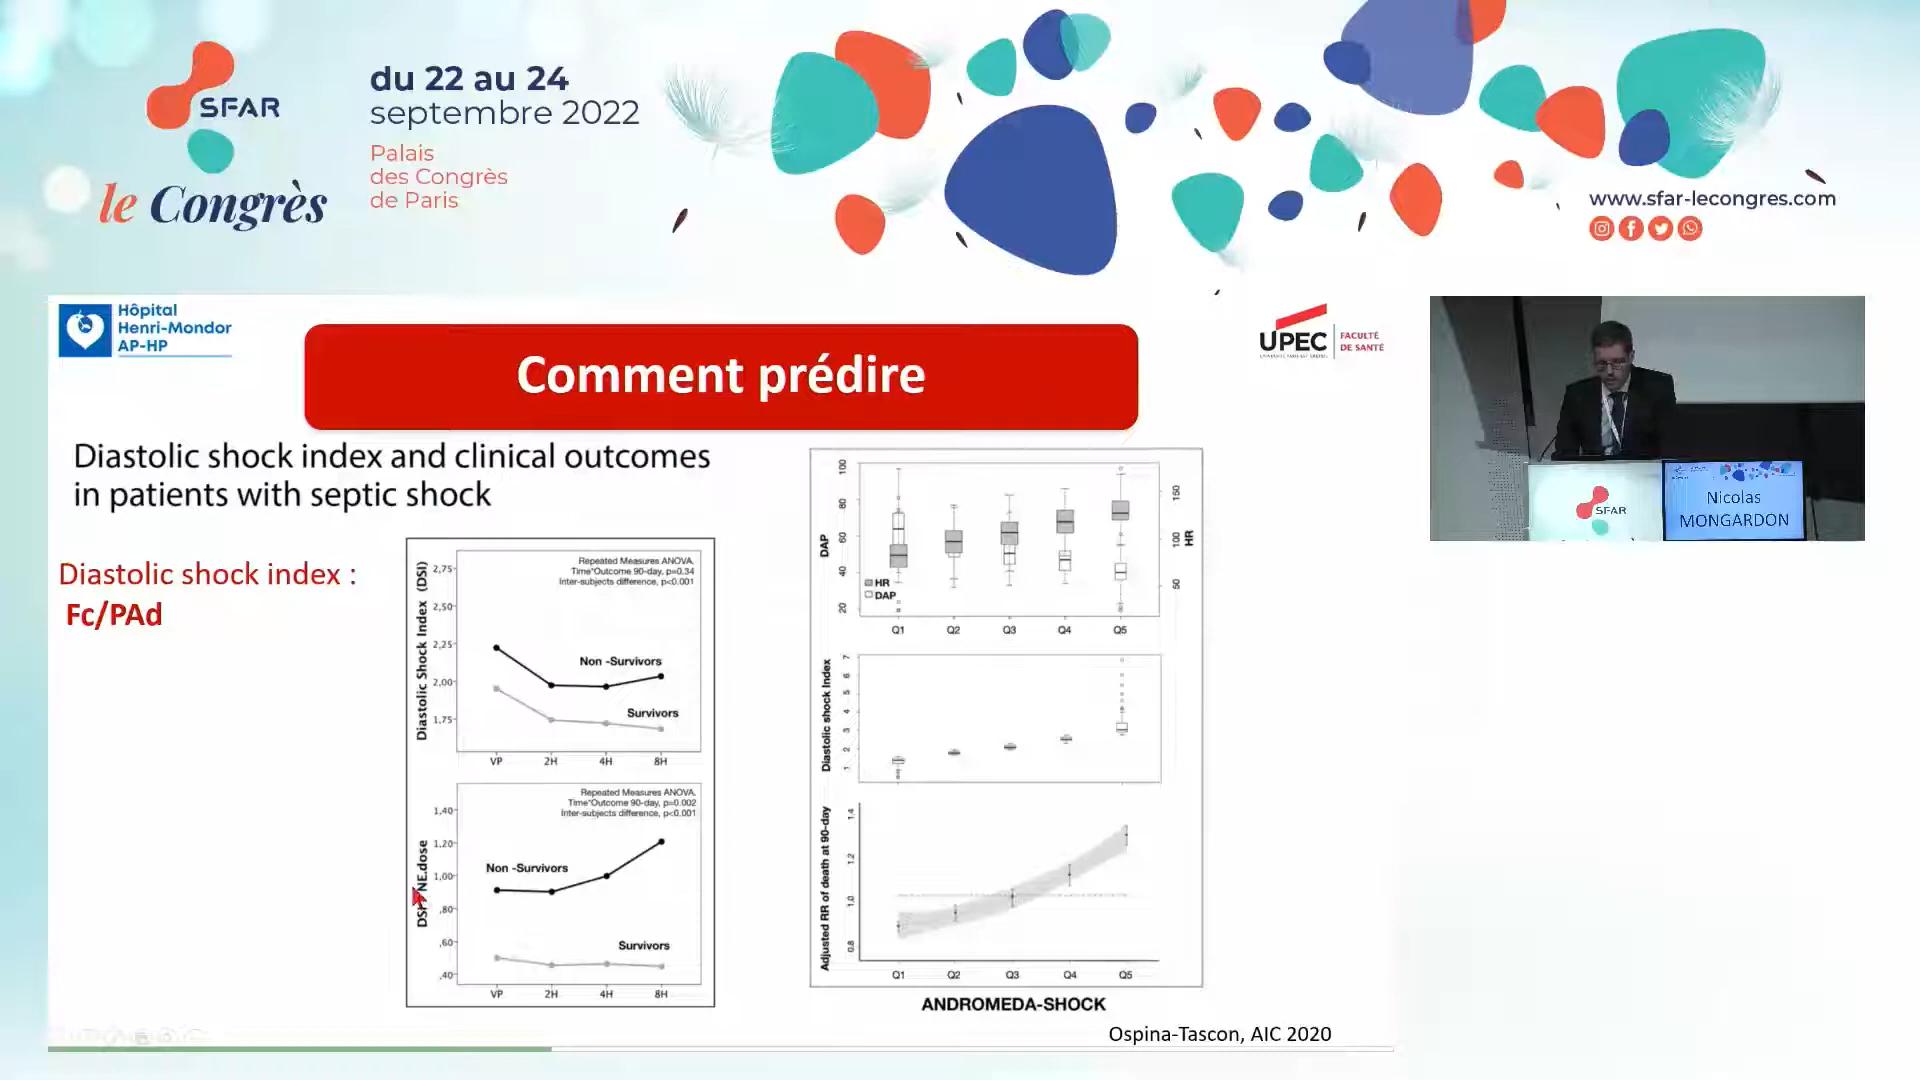 SFAR
le Congrès
du 22 au 24
septembre 2022
Palais
des Congrès
de Paris
www.sfar-lecongres.com
Hôpital
Henri-Mondor
AP-HP
Comment prédire
UPEC
FACULTÉ
DE SANTÉ
Diastolic shock index and clinical outcomes
in patients with septic shock
Diastolic shock index :
Fc/PAd
Diastolic Shock Index (DSI)
Repeated Measures ANOVA.
Time*Outcome 90-day, p=0.34
Inter-subjects difference, p<0.001
2,75
2,50
2,25
2,00
1,75
Non -Survivors
Survivors
VP 2H 4H 8H
Repeated Measures ANOVA.
Time*Outcome 90-day, p=0.002
Inter-subjects difference, p<0.001
NE.dose
1,40
1,20
1,00
,80
,60
,40
Non -Survivors
Survivors
VP 2H 4H 8H
DAP
100
80
60
40
20
HR
150
100
50
HR
DAP
Q1 Q2 Q3 Q4 Q5
Diastolic shock Index
7
6
5
4
3
2
1
Adjusted RR of death at 90-day
1.4
1.2
1.0
0.8
Q1 Q2 Q3 Q4 Q5
ANDROMEDA-SHOCK
Ospina-Tascon, AIC 2020
SFAR
Nicolas
MONGARDON